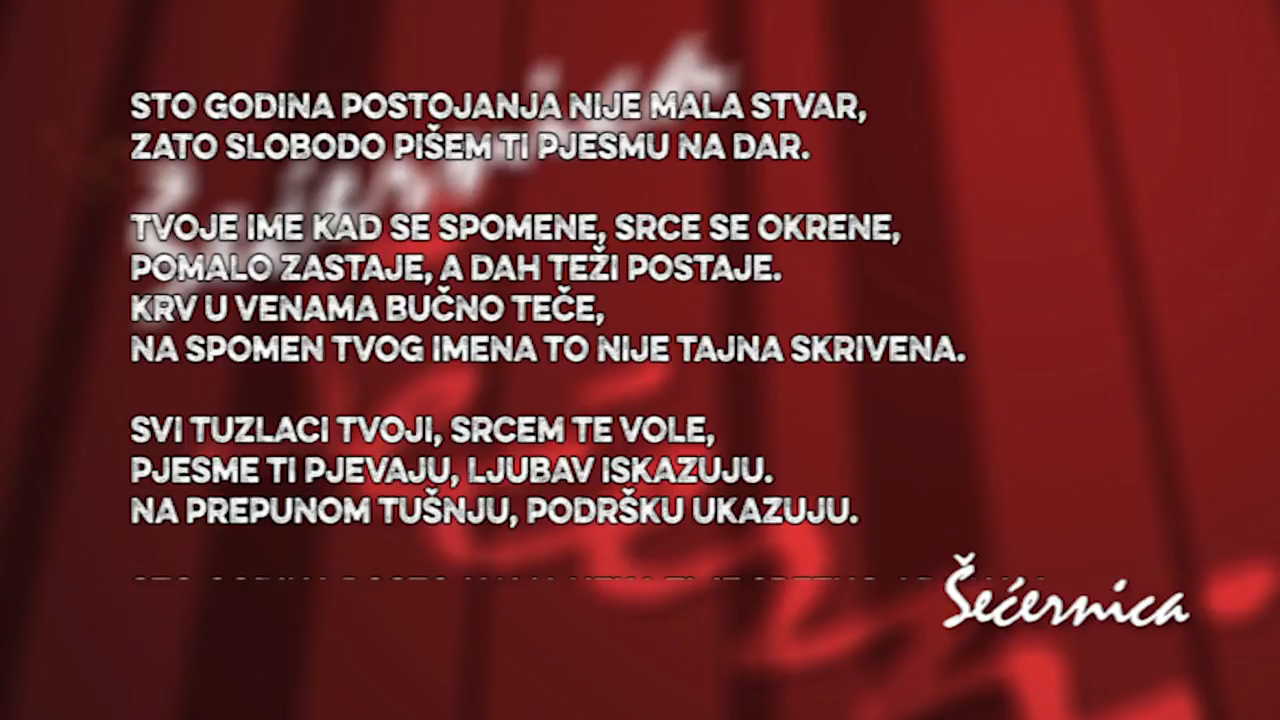 STO GODINA POSTOJANJA NIJE MALA STVAR,
ZATO SLOBODO PIŠEM TI PJESMU NA DAR.
TVOJE IME KAD SE SPOMENE, SRCE SE OKRENE,
POMALO ZASTAJE, A DAH TEŽI POSTAJE.
KRV U VENAMA BUČNO TEČE,
NA SPOMEN TVOG IMENA TO NIJE TAJNA SKRIVENA.
SVI TUZLACI TVOJI, SRCEM TE VOLE,
PJESME TI PJEVAJU, LJUBAV ISKAZUJU.
NA PREPUNOM TUŠNJU, PODRŠKU UKAZUJU.
Šećernica